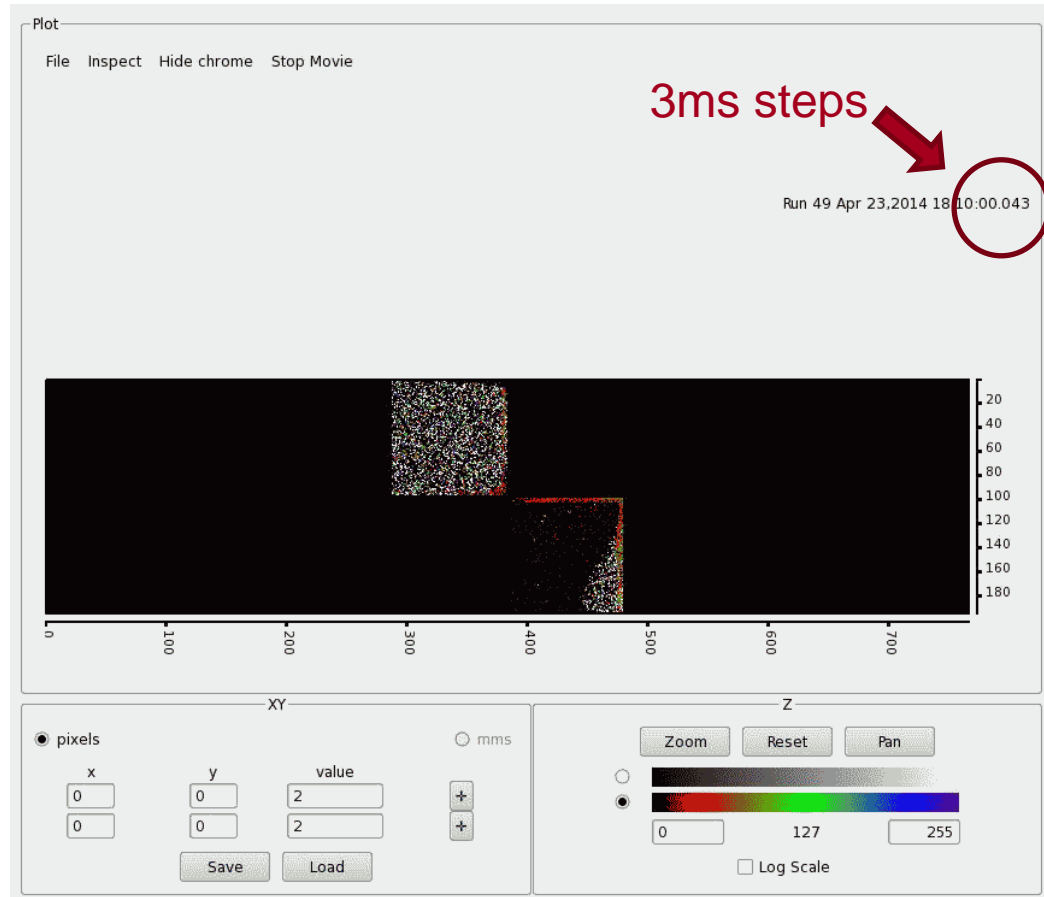 Plot
File Inspect Hide chrome Stop Movie
3ms steps
Run 49 Apr 23,2014 18:10:00.043
20
40
60
80
100
120
140
160
180
0 100 200 300 400 500 600 700
XY
pixels mms
x y value
0 0 2
0 0 2
Save Load
Z
Zoom Reset Pan
0 127 255
Log Scale